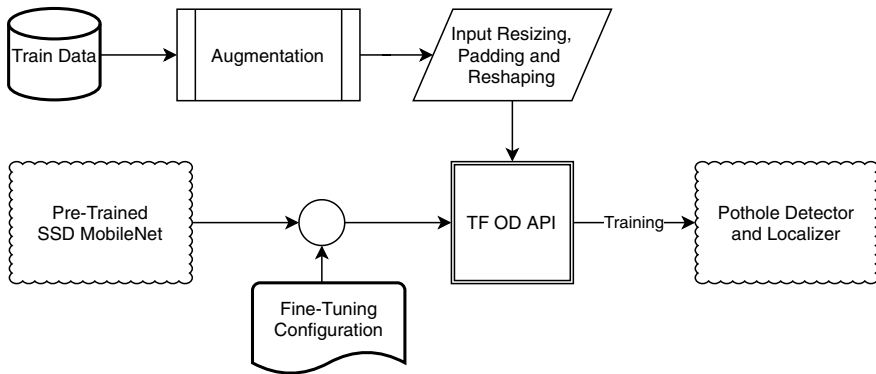 Train Data
Augmentation
Input Resizing,
Padding and
Reshaping
Pre-Trained
SSD MobileNet
TF OD API
Training
Pothole Detector
and Localizer
Fine-Tuning
Configuration